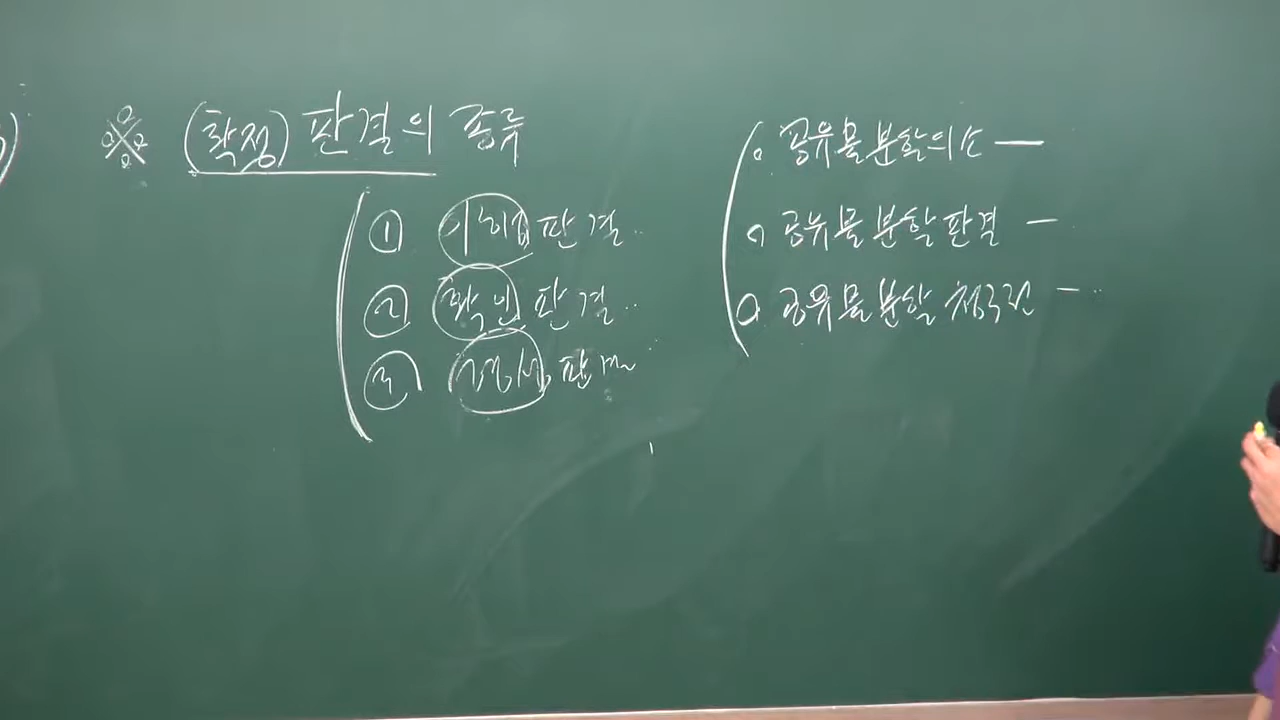 ※ (확정) 판결의 종류
① 이행 판결
② 확인 판결
③ 형성 판결
공유물분할의 소 —
공유물분할판결 —
공유물분할청구권 —